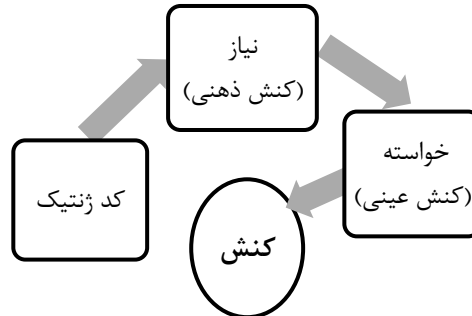 نیاز
(کنش ذهنی)
خواسته
(کنش عینی)
کد ژنتیک
کنش